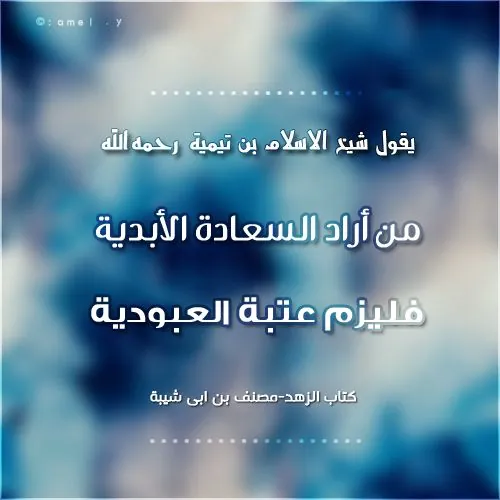 ©: amel . y
يقول شيخ الاسلام بن تيمية رحمه الله
من أراد السعادة الأبدية
فليزم عتبة العبودية
كتاب الزهد-مصنف بن ابى شيبة